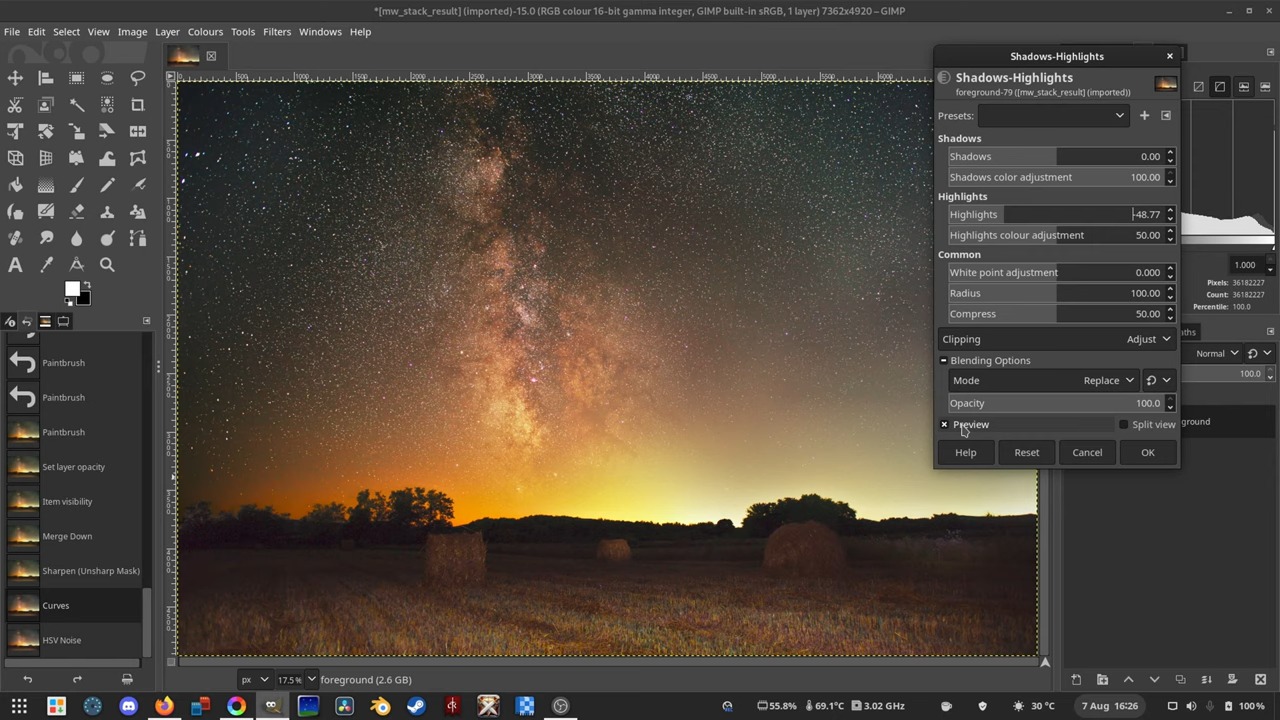 *[mw_stack_result] (imported)-15.0 (RGB colour 16-bit gamma integer, GIMP built-in sRGB, 1 layer) 7362x4920 – GIMP
File Edit Select View Image Layer Colours Tools Filters Windows Help
Shadows-Highlights
Shadows-Highlights
foreground-79 ([mw_stack_result] (imported))
Presets:
Shadows
Shadows 0.00
Shadows color adjustment 100.00
Highlights
Highlights -48.77
Highlights colour adjustment 50.00
Common
White point adjustment 0.000
Radius 100.00
Compress 50.00
Clipping Adjust
Blending Options
Mode Replace
Opacity 100.0
Preview Split view
Help Reset Cancel OK
1.000
Pixels: 36182227
Count: 36182227
Percentile: 100.0
Normal
100.0
Paintbrush
Paintbrush
Paintbrush
Set layer opacity
Item visibility
Merge Down
Sharpen (Unsharp Mask)
Curves
HSV Noise
px 17.5% foreground (2.6 GB)
55.8% 69.1°C 3.02 GHz 30 °C 7 Aug 16:26 100%